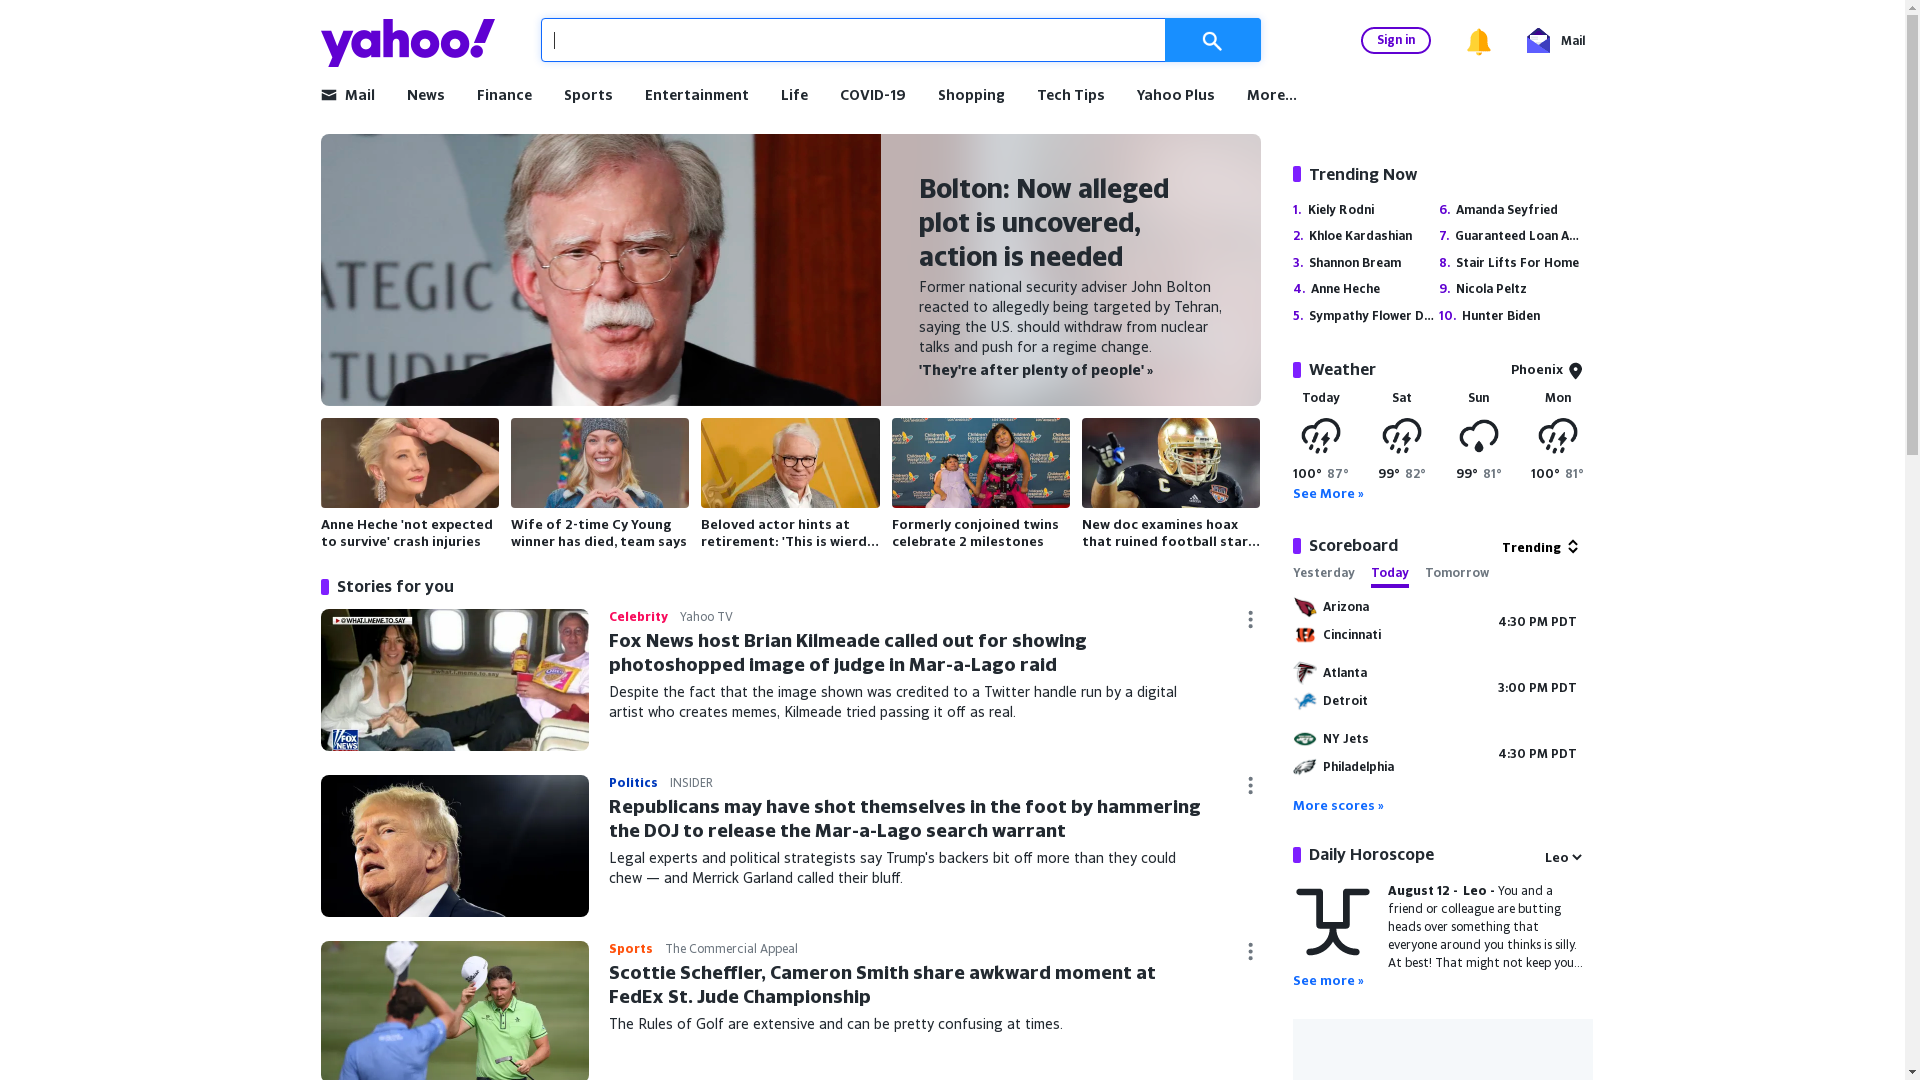 yahoo!
Sign in
Mail
Mail
News
Finance
Sports
Entertainment
Life
COVID-19
Shopping
Tech Tips
Yahoo Plus
More...
ATEGIC &
STUDIES
Bolton: Now alleged
plot is uncovered,
action is needed
Former national security adviser John Bolton
reacted to allegedly being targeted by Tehran,
saying the U.S. should withdraw from nuclear
talks and push for a regime change.
'They're after plenty of people' »
Anne Heche 'not expected
to survive' crash injuries
Wife of 2-time Cy Young
winner has died, team says
Beloved actor hints at
retirement: 'This is wierd...
Formerly conjoined twins
celebrate 2 milestones
New doc examines hoax
that ruined football star...
Stories for you
@WHAT.I.MEME.TO.SAY
FOX
NEWS
Celebrity
Yahoo TV
Fox News host Brian Kilmeade called out for showing
photoshopped image of judge in Mar-a-Lago raid
Despite the fact that the image shown was credited to a Twitter handle run by a digital
artist who creates memes, Kilmeade tried passing it off as real.
Politics
INSIDER
Republicans may have shot themselves in the foot by hammering
the DOJ to release the Mar-a-Lago search warrant
Legal experts and political strategists say Trump's backers bit off more than they could
chew — and Merrick Garland called their bluff.
Sports
The Commercial Appeal
Scottie Scheffler, Cameron Smith share awkward moment at
FedEx St. Jude Championship
The Rules of Golf are extensive and can be pretty confusing at times.
Trending Now
1. Kiely Rodni
2. Khloe Kardashian
3. Shannon Bream
4. Anne Heche
5. Sympathy Flower D...
6. Amanda Seyfried
7. Guaranteed Loan A...
8. Stair Lifts For Home
9. Nicola Peltz
10. Hunter Biden
Weather
Phoenix
Today
Sat
Sun
Mon
100° 87°
99° 82°
99° 81°
100° 81°
See More »
Scoreboard
Trending
Yesterday
Today
Tomorrow
Arizona
Cincinnati
4:30 PM PDT
Atlanta
Detroit
3:00 PM PDT
NY Jets
Philadelphia
4:30 PM PDT
More scores »
Daily Horoscope
Leo
August 12 - Leo - You and a
friend or colleague are butting
heads over something that
everyone around you thinks is silly.
At best! That might not keep you...
See more »